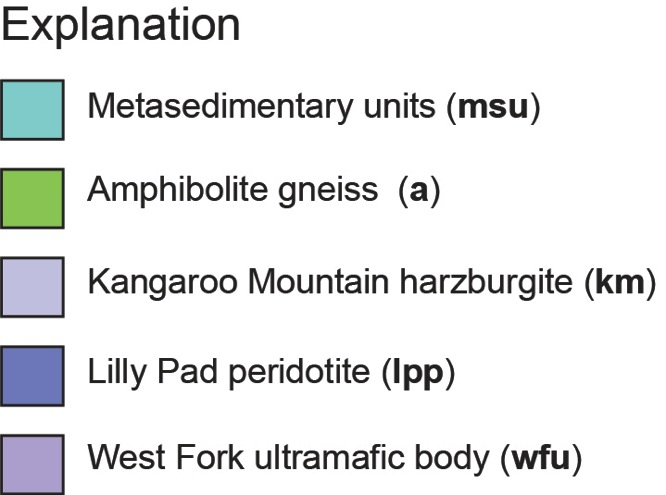 Explanation
Metasedimentary units (msu)
Amphibolite gneiss (a)
Kangaroo Mountain harzburgite (km)
Lilly Pad peridotite (lpp)
West Fork ultramafic body (wfu)